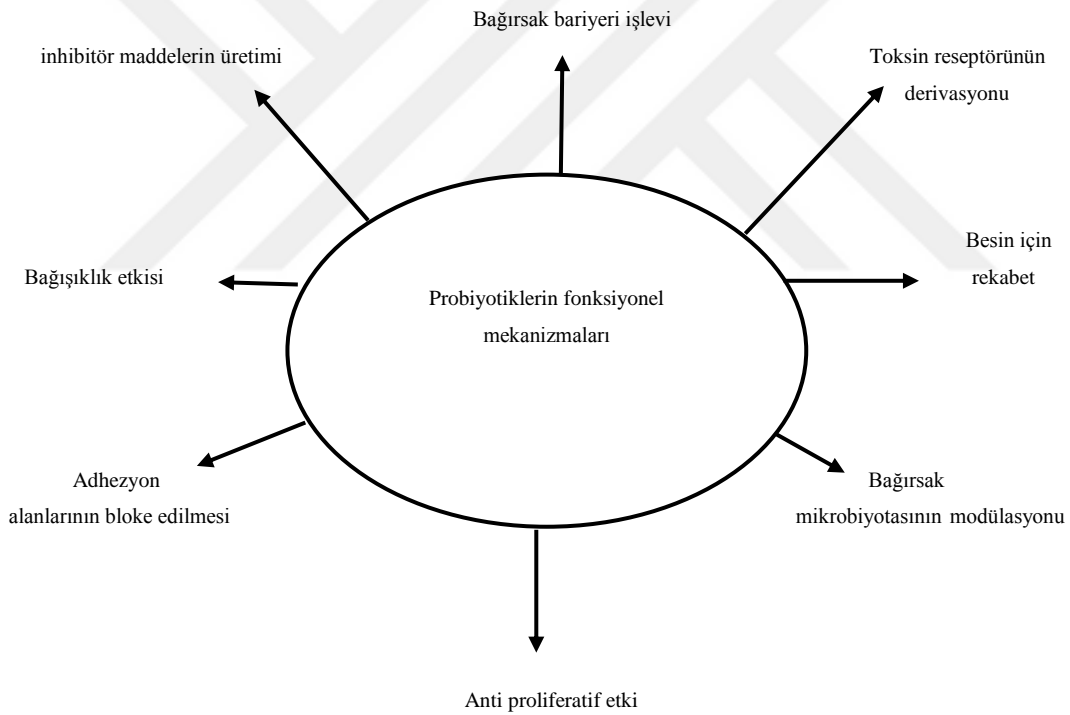 Bağırsak bariyeri işlevi
inhibitör maddelerin üretimi
Toksin reseptörünün
derivasyonu
Besin için
rekabet
Bağışıklık etkisi
Probiyotiklerin fonksiyonel
mekanizmaları
Adhezyon
alanlarının bloke edilmesi
Bağırsak
mikrobiyotasının modülasyonu
Anti proliferatif etki